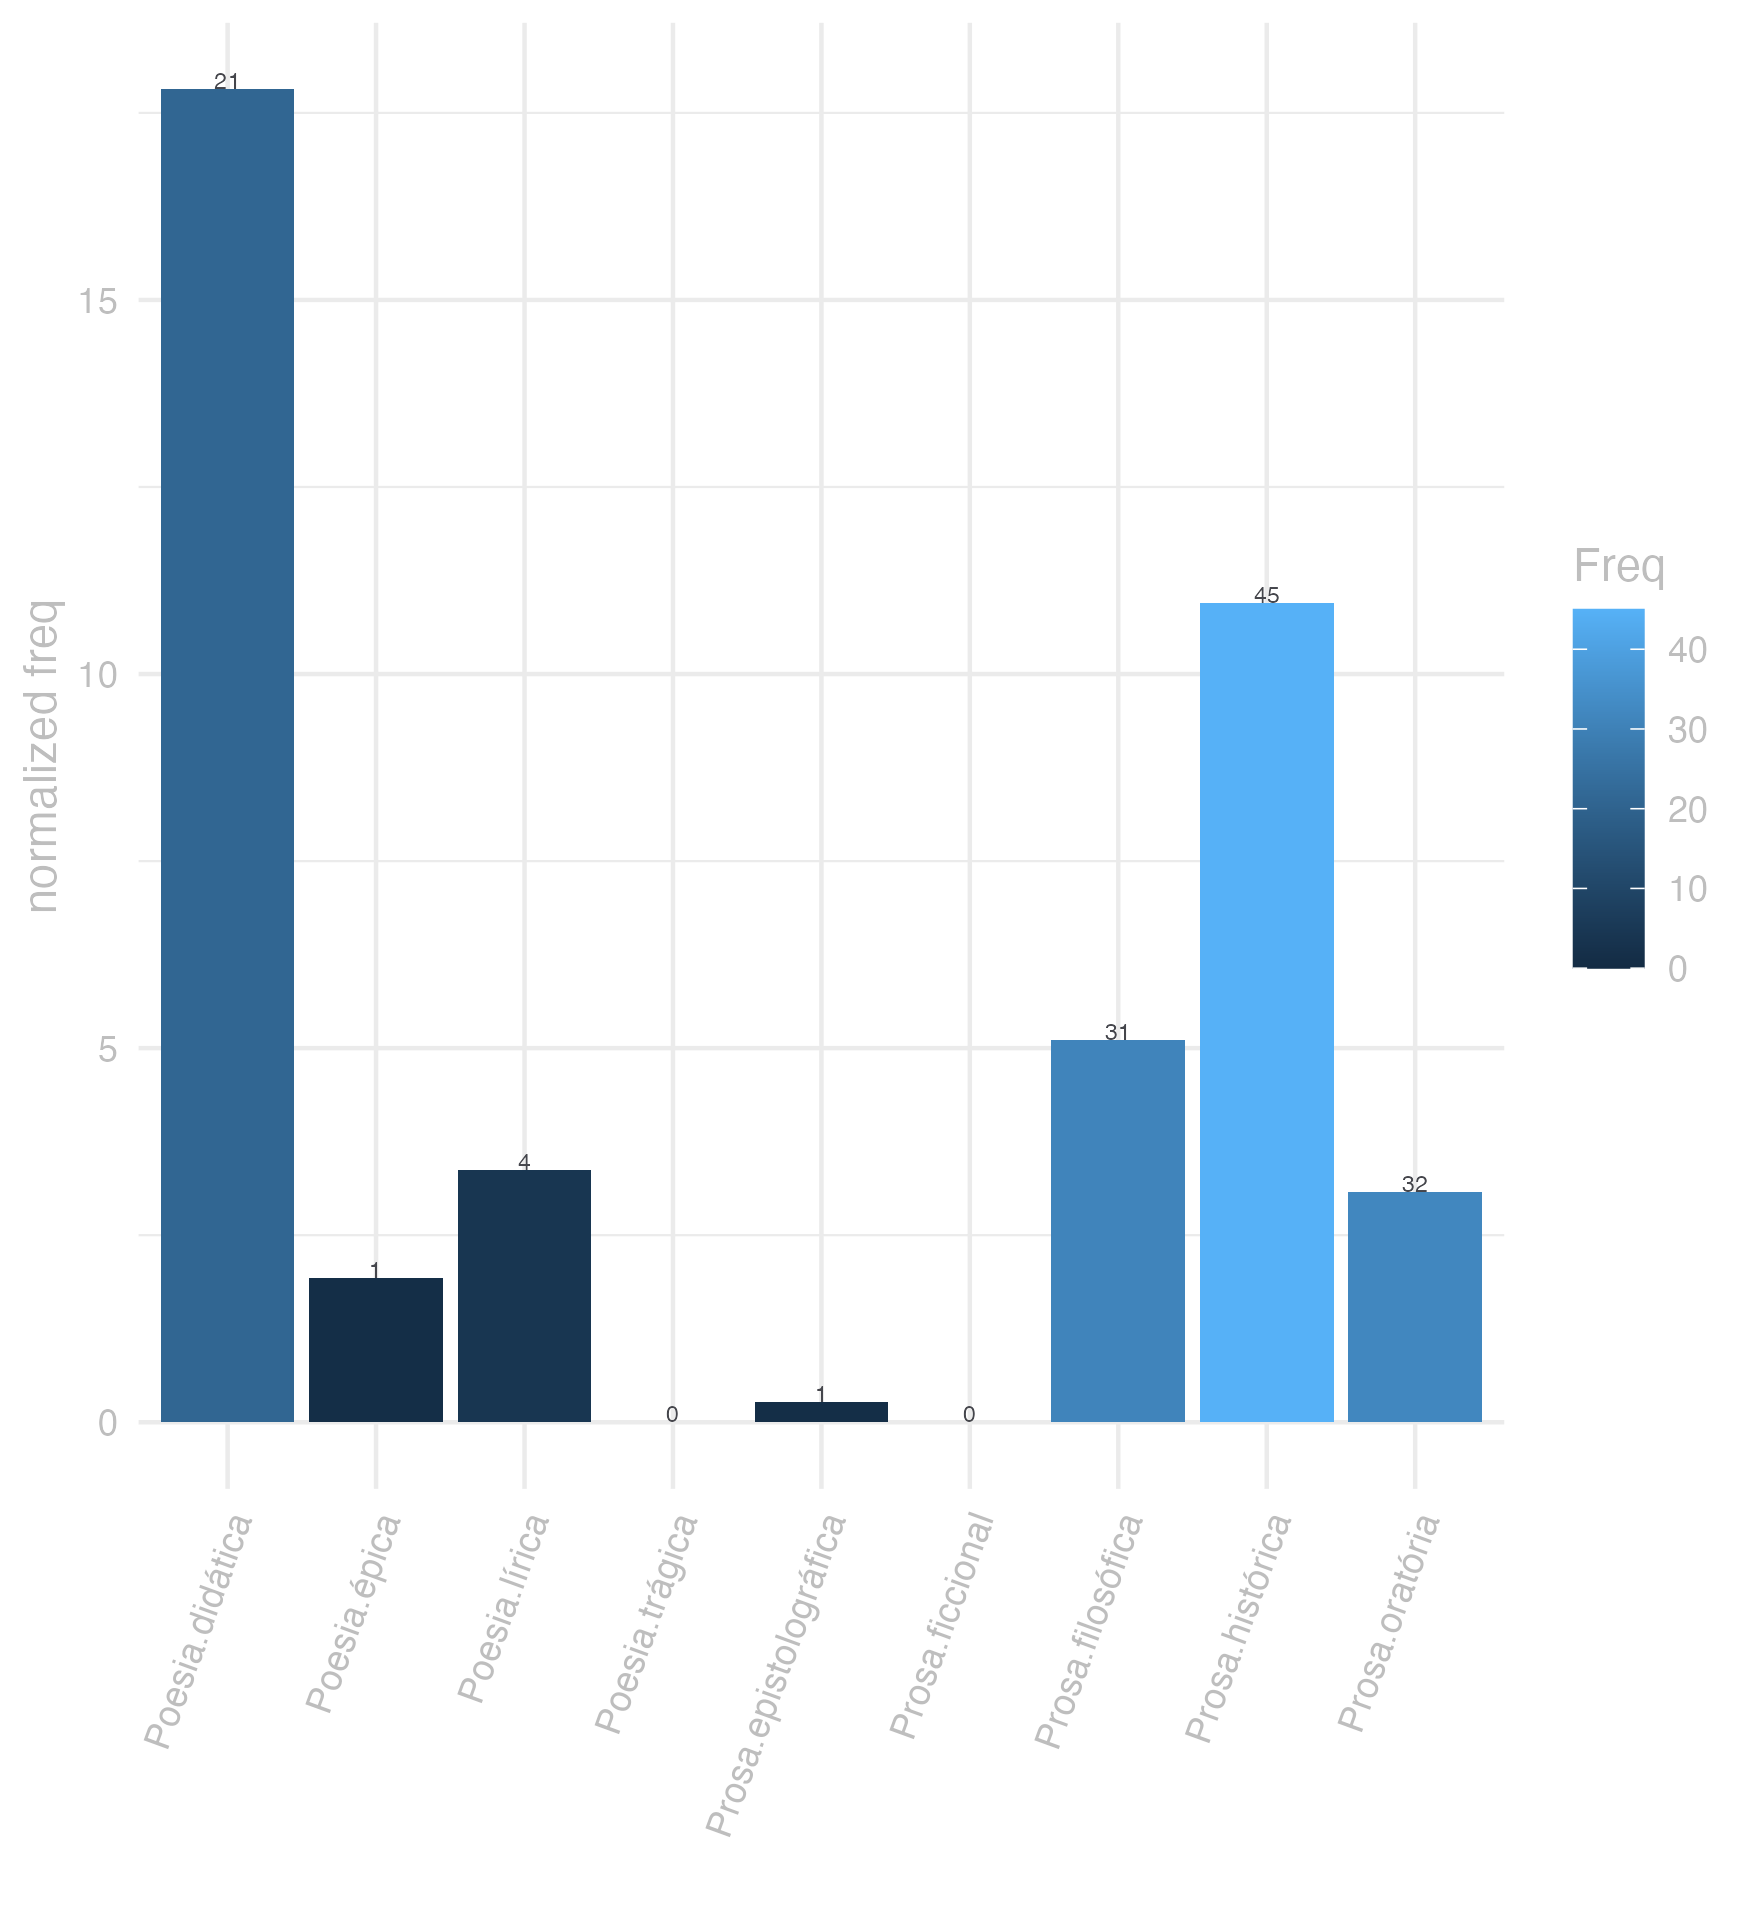 normalized freq
15
10
5
0
21
1
4
0
1
0
31
45
32
Poesia.didática
Poesia.épica
Poesia.lírica
Poesia.trágica
Prosa.epistolográfica
Prosa.ficcional
Prosa.filosófica
Prosa.histórica
Prosa.oratória
Freq
40
30
20
10
0